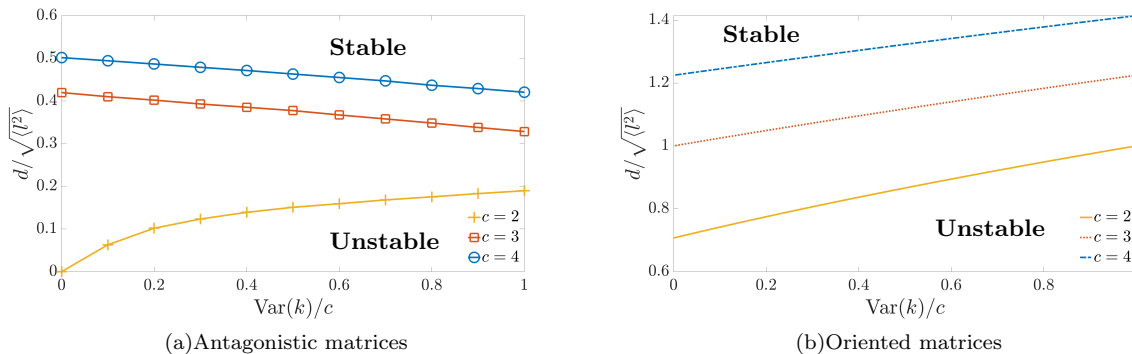 0.6
0.5
0.4
0.3
0.2
0.1
0
d/√⟨l²⟩
Stable
Unstable
c = 2
c = 3
c = 4
0 0.2 0.4 0.6 0.8 1
Var(k)/c
(a)Antagonistic matrices
1.4
1.2
1
0.8
0.6
d/√⟨l²⟩
Stable
Unstable
c = 2
c = 3
c = 4
0 0.2 0.4 0.6 0.8
Var(k)/c
(b)Oriented matrices